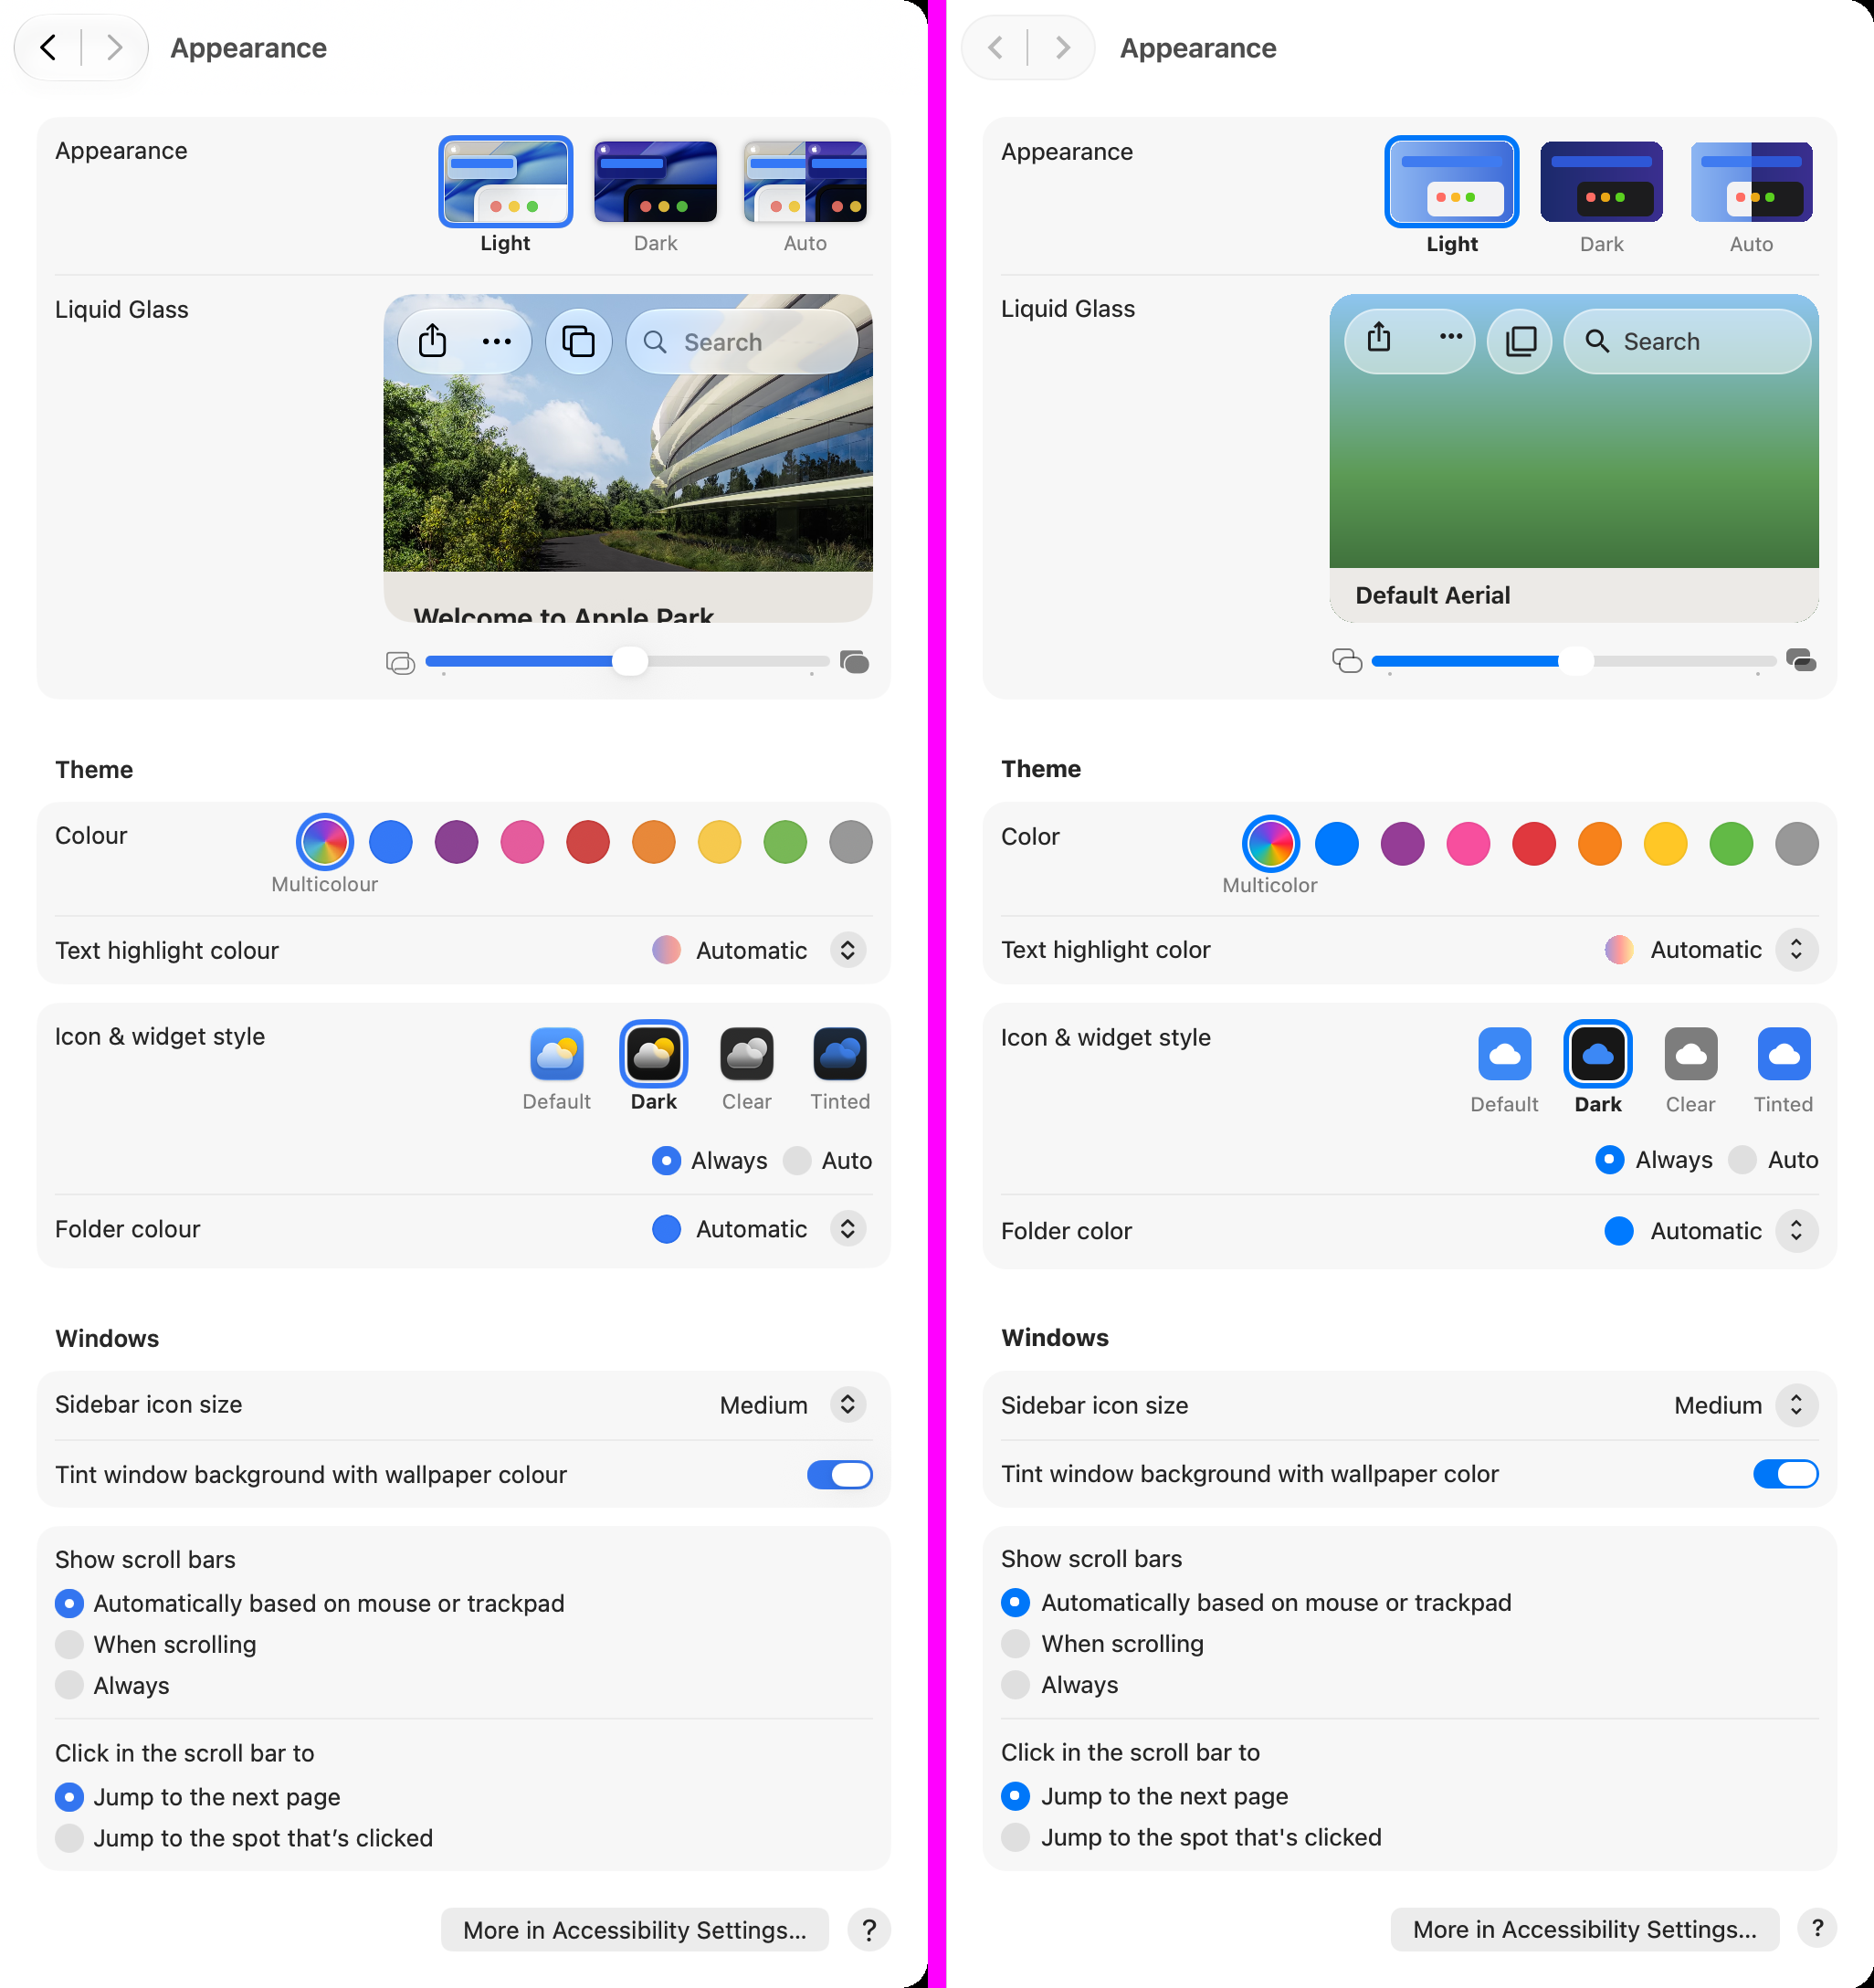 Appearance
Appearance
Light
Dark
Auto
Liquid Glass
Search
Welcome to Apple Park
Theme
Colour
Multicolour
Text highlight colour
Automatic
Icon & widget style
Default
Dark
Clear
Tinted
Always
Auto
Folder colour
Automatic
Windows
Sidebar icon size
Medium
Tint window background with wallpaper colour
Show scroll bars
Automatically based on mouse or trackpad
When scrolling
Always
Click in the scroll bar to
Jump to the next page
Jump to the spot that’s clicked
More in Accessibility Settings...
?
Appearance
Appearance
Light
Dark
Auto
Liquid Glass
Search
Default Aerial
Theme
Color
Multicolor
Text highlight color
Automatic
Icon & widget style
Default
Dark
Clear
Tinted
Always
Auto
Folder color
Automatic
Windows
Sidebar icon size
Medium
Tint window background with wallpaper color
Show scroll bars
Automatically based on mouse or trackpad
When scrolling
Always
Click in the scroll bar to
Jump to the next page
Jump to the spot that's clicked
More in Accessibility Settings...
?